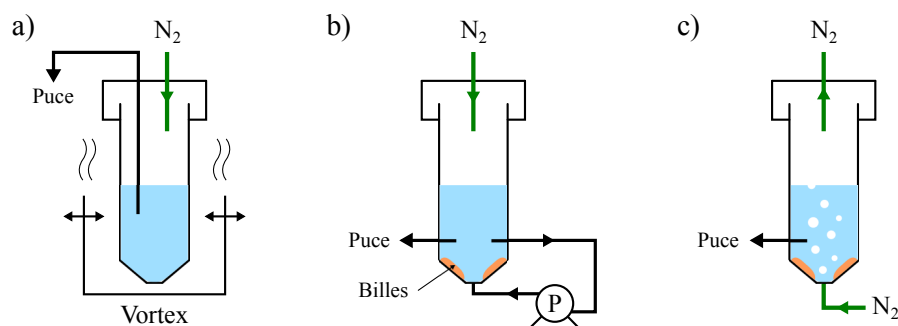 a)
N₂
Puce
Vortex
b)
N₂
Puce
Billes
P
c)
N₂
Puce
N₂